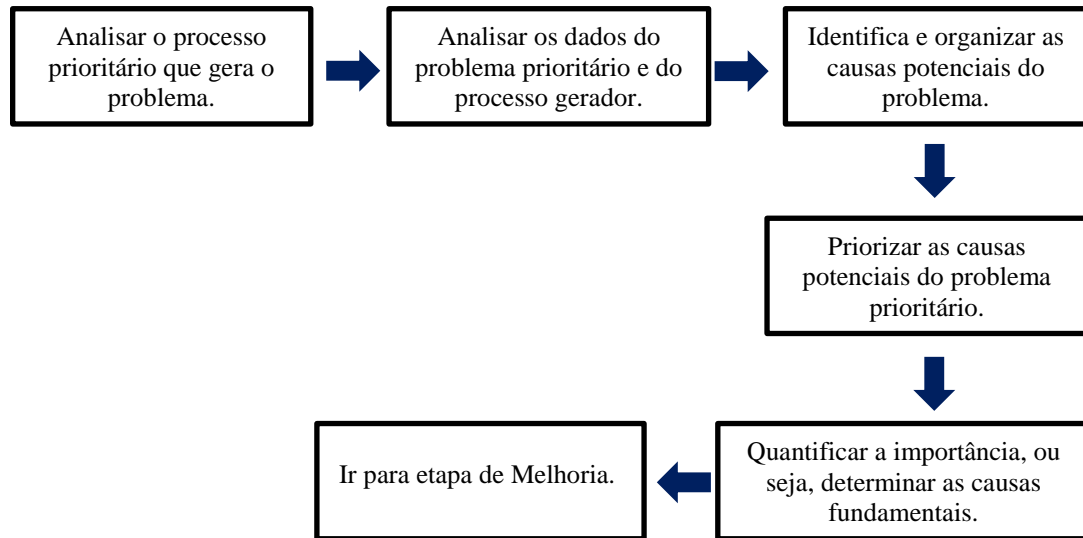 Analisar o processo
prioritário que gera o
problema.
Analisar os dados do
problema prioritário e do
processo gerador.
Identifica e organizar as
causas potenciais do
problema.
Priorizar as causas
potenciais do problema
prioritário.
Quantificar a importância, ou
seja, determinar as causas
fundamentais.
Ir para etapa de Melhoria.